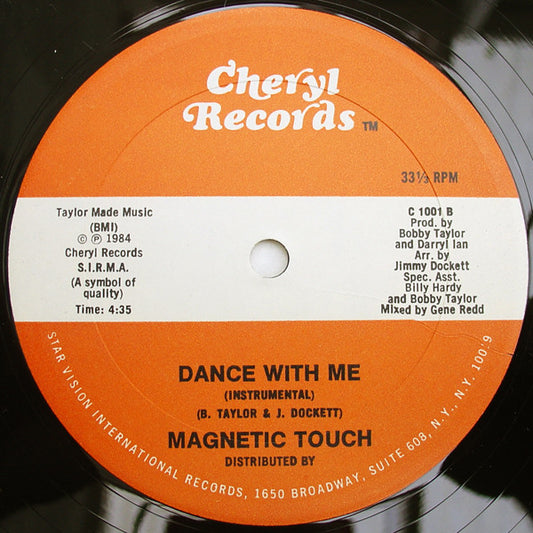 Cheryl
Records TM
33⅓ RPM
Taylor Made Music
(BMI)
© ℗ 1984
Cheryl Records
S.I.R.M.A.
(A symbol of
quality)
Time: 4:35
C 1001 B
Prod. by
Bobby Taylor
and Darryl Ian
Arr. by
Jimmy Dockett
Spec. Asst.
Billy Hardy
and Bobby Taylor
Mixed by Gene Redd
DANCE WITH ME
(INSTRUMENTAL)
(B. TAYLOR & J. DOCKETT)
MAGNETIC TOUCH
DISTRIBUTED BY
STAR VISION INTERNATIONAL RECORDS, 1650 BROADWAY, SUITE 608, N.Y., N.Y. 100 9